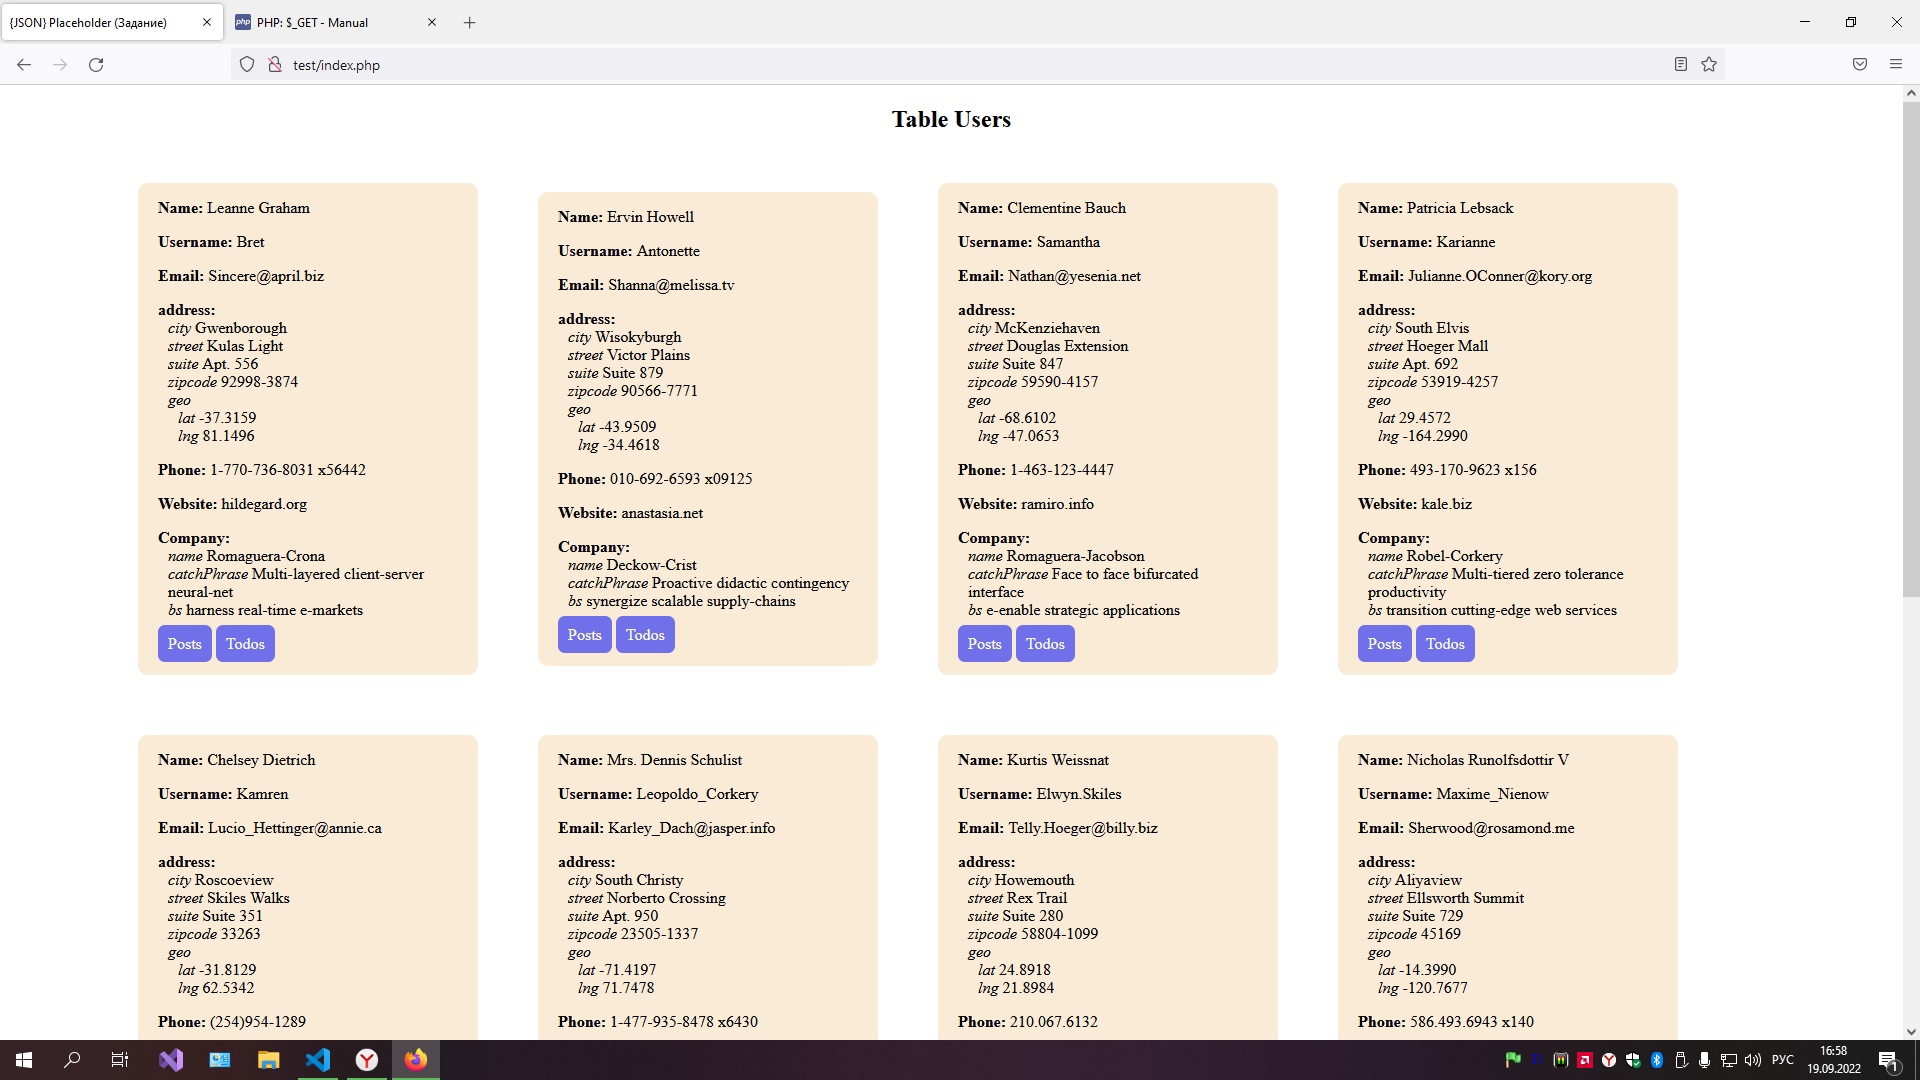 {JSON} Placeholder (Задание)
php PHP: $_GET - Manual
test/index.php
Table Users
Name: Leanne Graham
Username: Bret
Email: Sincere@april.biz
address:
city Gwenborough
street Kulas Light
suite Apt. 556
zipcode 92998-3874
geo
lat -37.3159
lng 81.1496
Phone: 1-770-736-8031 x56442
Website: hildegard.org
Company:
name Romaguera-Crona
catchPhrase Multi-layered client-server
neural-net
bs harness real-time e-markets
Posts Todos
Name: Ervin Howell
Username: Antonette
Email: Shanna@melissa.tv
address:
city Wisokyburgh
street Victor Plains
suite Suite 879
zipcode 90566-7771
geo
lat -43.9509
lng -34.4618
Phone: 010-692-6593 x09125
Website: anastasia.net
Company:
name Deckow-Crist
catchPhrase Proactive didactic contingency
bs synergize scalable supply-chains
Posts Todos
Name: Clementine Bauch
Username: Samantha
Email: Nathan@yesenia.net
address:
city McKenziehaven
street Douglas Extension
suite Suite 847
zipcode 59590-4157
geo
lat -68.6102
lng -47.0653
Phone: 1-463-123-4447
Website: ramiro.info
Company:
name Romaguera-Jacobson
catchPhrase Face to face bifurcated
interface
bs e-enable strategic applications
Posts Todos
Name: Patricia Lebsack
Username: Karianne
Email: Julianne.OConner@kory.org
address:
city South Elvis
street Hoeger Mall
suite Apt. 692
zipcode 53919-4257
geo
lat 29.4572
lng -164.2990
Phone: 493-170-9623 x156
Website: kale.biz
Company:
name Robel-Corkery
catchPhrase Multi-tiered zero tolerance
productivity
bs transition cutting-edge web services
Posts Todos
Name: Chelsey Dietrich
Username: Kamren
Email: Lucio_Hettinger@annie.ca
address:
city Roscoeview
street Skiles Walks
suite Suite 351
zipcode 33263
geo
lat -31.8129
lng 62.5342
Phone: (254)954-1289
Name: Mrs. Dennis Schulist
Username: Leopoldo_Corkery
Email: Karley_Dach@jasper.info
address:
city South Christy
street Norberto Crossing
suite Apt. 950
zipcode 23505-1337
geo
lat -71.4197
lng 71.7478
Phone: 1-477-935-8478 x6430
Name: Kurtis Weissnat
Username: Elwyn.Skiles
Email: Telly.Hoeger@billy.biz
address:
city Howemouth
street Rex Trail
suite Suite 280
zipcode 58804-1099
geo
lat 24.8918
lng 21.8984
Phone: 210.067.6132
Name: Nicholas Runolfsdottir V
Username: Maxime_Nienow
Email: Sherwood@rosamond.me
address:
city Aliyaview
street Ellsworth Summit
suite Suite 729
zipcode 45169
geo
lat -14.3990
lng -120.7677
Phone: 586.493.6943 x140
РУС
16:58
19.09.2022
1